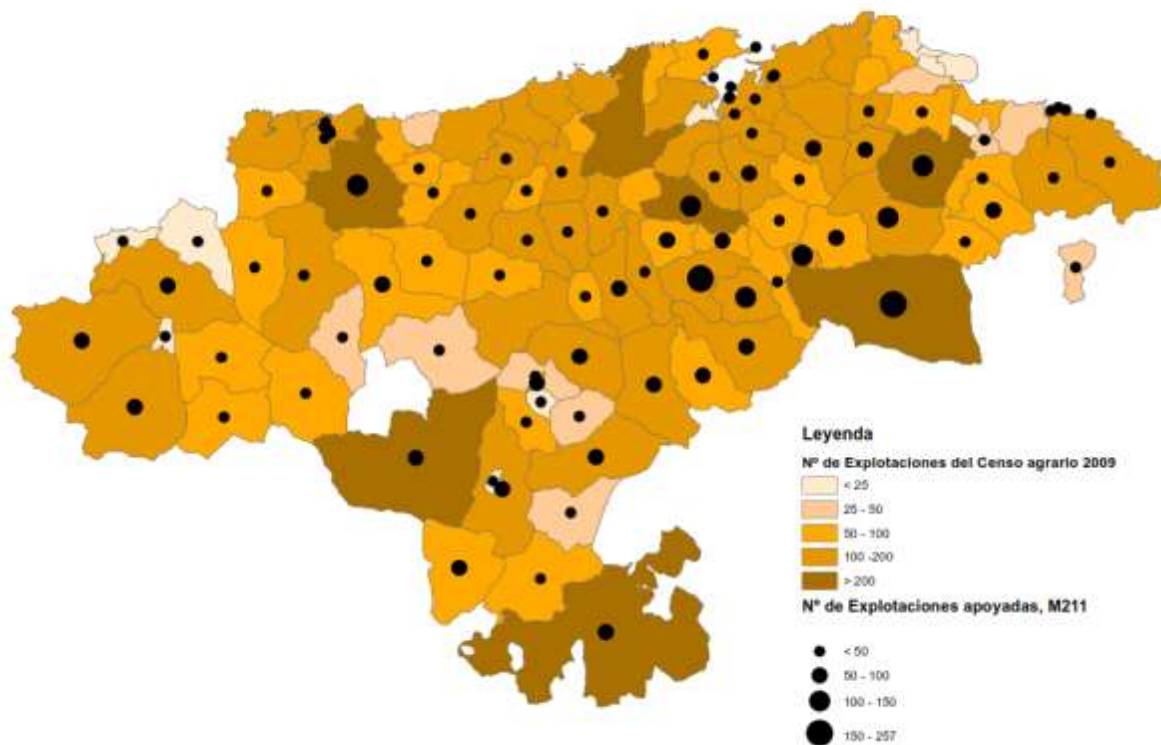 Leyenda
Nº de Explotaciones del Censo agrario 2009
< 25
25 - 50
50 - 100
100 -200
> 200
Nº de Explotaciones apoyadas, M211
< 50
50 - 100
100 - 150
150 - 257